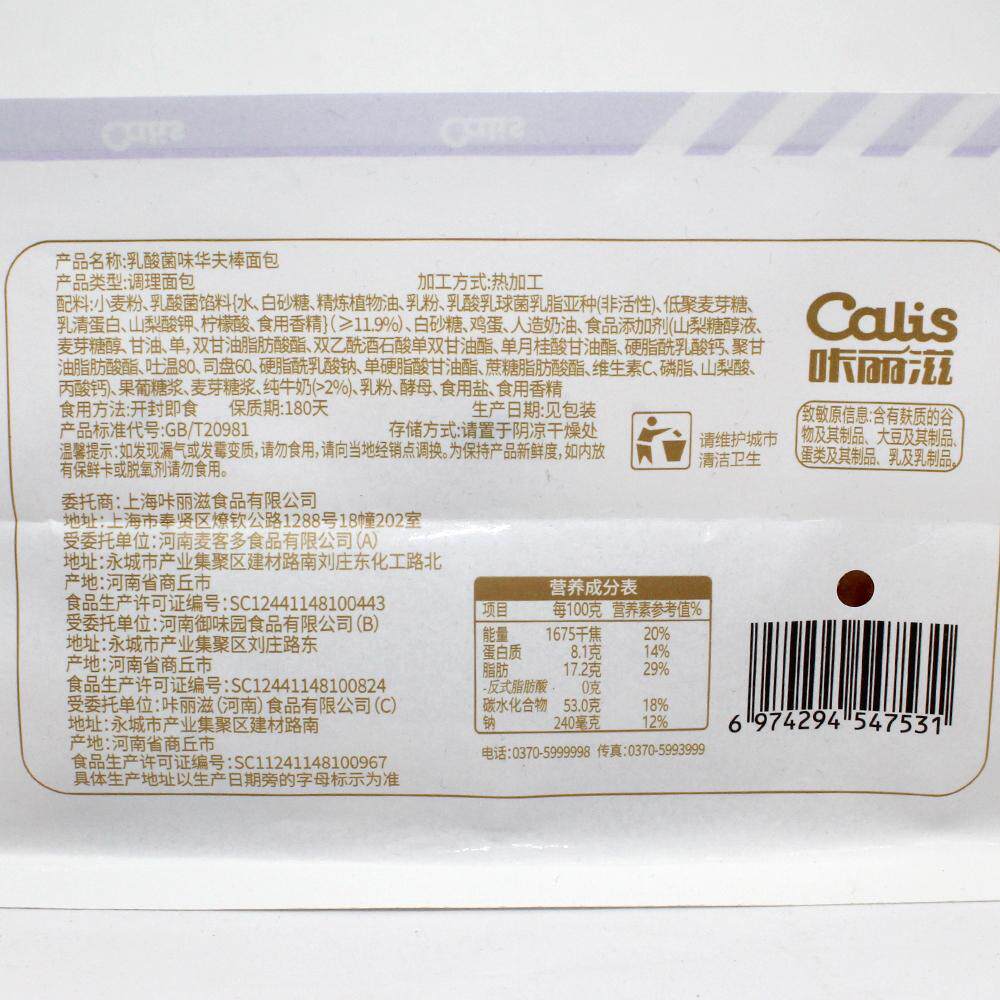 Calis
Calis
产品名称:乳酸菌味华夫棒面包
产品类型:调理面包 加工方式:热加工
配料:小麦粉、乳酸菌馅料{水、白砂糖、精炼植物油、乳粉、乳酸乳球菌乳脂亚种(非活性)、低聚麦芽糖、
乳清蛋白、山梨酸钾、柠檬酸、食用香精}(≥11.9%)、白砂糖、鸡蛋、人造奶油、食品添加剂(山梨糖醇液、
麦芽糖醇、甘油、单,双甘油脂肪酸酯、双乙酰酒石酸单双甘油酯、单月桂酸甘油酯、硬脂酰乳酸钙、聚甘
油脂肪酸酯、吐温80、司盘60、硬脂酰乳酸钠、单硬脂酸甘油酯、蔗糖脂肪酸酯、维生素C、磷脂、山梨酸、
丙酸钙)、果葡糖浆、麦芽糖浆、纯牛奶(>2%)、乳粉、酵母、食用盐、食用香精
食用方法:开封即食 保质期:180天 生产日期:见包装
产品标准代号:GB/T20981 存储方式:请置于阴凉干燥处
温馨提示:如发现漏气或发霉变质,请勿食用,请向当地经销点调换。为保持产品新鲜度,如内放
有保鲜卡或脱氧剂请勿食用。
请维护城市
清洁卫生
Calis
咔丽滋
致敏原信息:含有麸质的谷
物及其制品、大豆及其制品、
蛋类及其制品、乳及乳制品。
委托商:上海咔丽滋食品有限公司
地址:上海市奉贤区燎钦公路1288号18幢202室
受委托单位:河南麦客多食品有限公司(A)
地址:永城市产业集聚区建材路南刘庄东化工路北
产地:河南省商丘市
食品生产许可证编号:SC12441148100443
受委托单位:河南御味园食品有限公司(B)
地址:永城市产业集聚区刘庄路东
产地:河南省商丘市
食品生产许可证编号:SC12441148100824
受委托单位:咔丽滋(河南)食品有限公司(C)
地址:永城市产业集聚区建材路南
产地:河南省商丘市
食品生产许可证编号:SC11241148100967
具体生产地址以生产日期旁的字母标示为准
营养成分表
项目 每100克 营养素参考值%
能量 1675千焦 20%
蛋白质 8.1克 14%
脂肪 17.2克 29%
-反式脂肪酸 0克
碳水化合物 53.0克 18%
钠 240毫克 12%
电话:0370-5999998 传真:0370-5993999
6 974294 547531